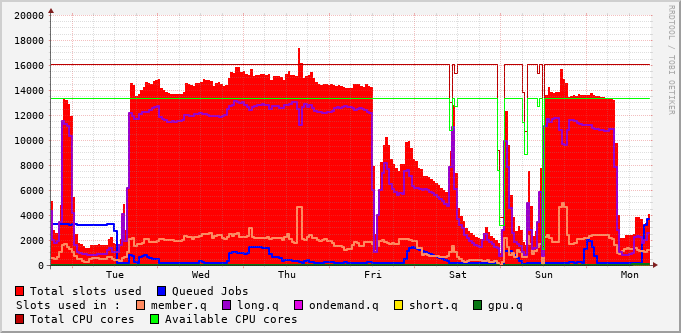 RRDTOOL / TOBI OETIKER
20000
18000
16000
14000
12000
10000
8000
6000
4000
2000
0
Tue Wed Thu Fri Sat Sun Mon
Total slots used Queued Jobs
Slots used in : member.q long.q ondemand.q short.q gpu.q
Total CPU cores Available CPU cores